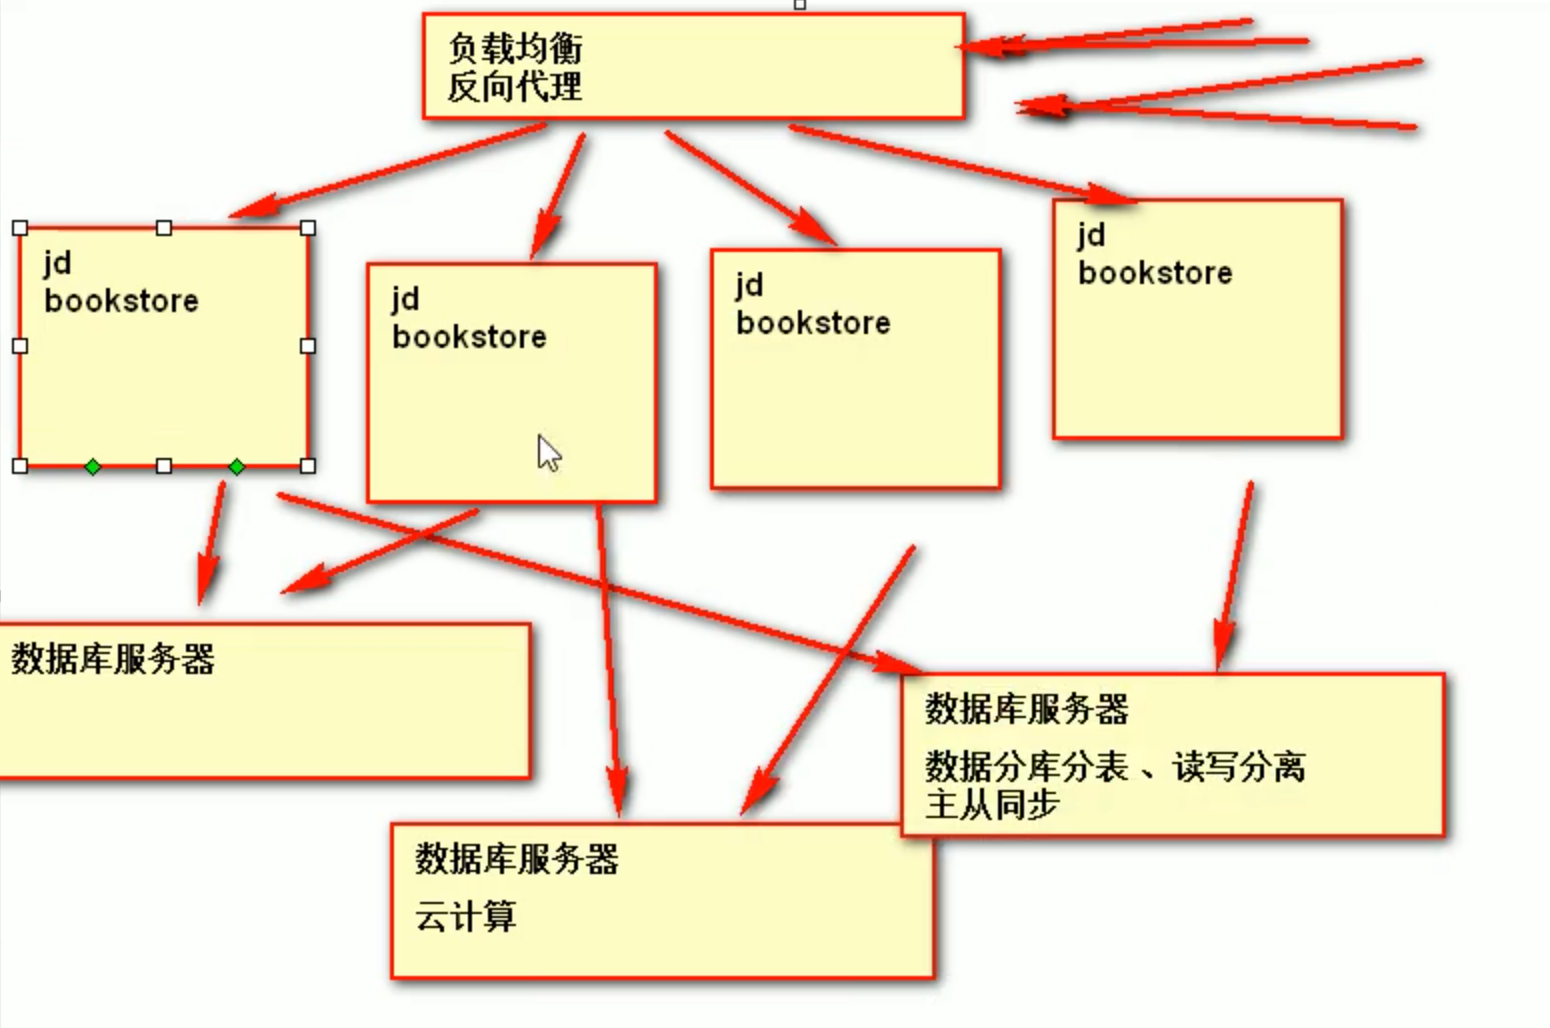 负载均衡
反向代理
jd
bookstore
jd
bookstore
jd
bookstore
jd
bookstore
数据库服务器
数据库服务器
数据分库分表 、读写分离
主从同步
数据库服务器
云计算